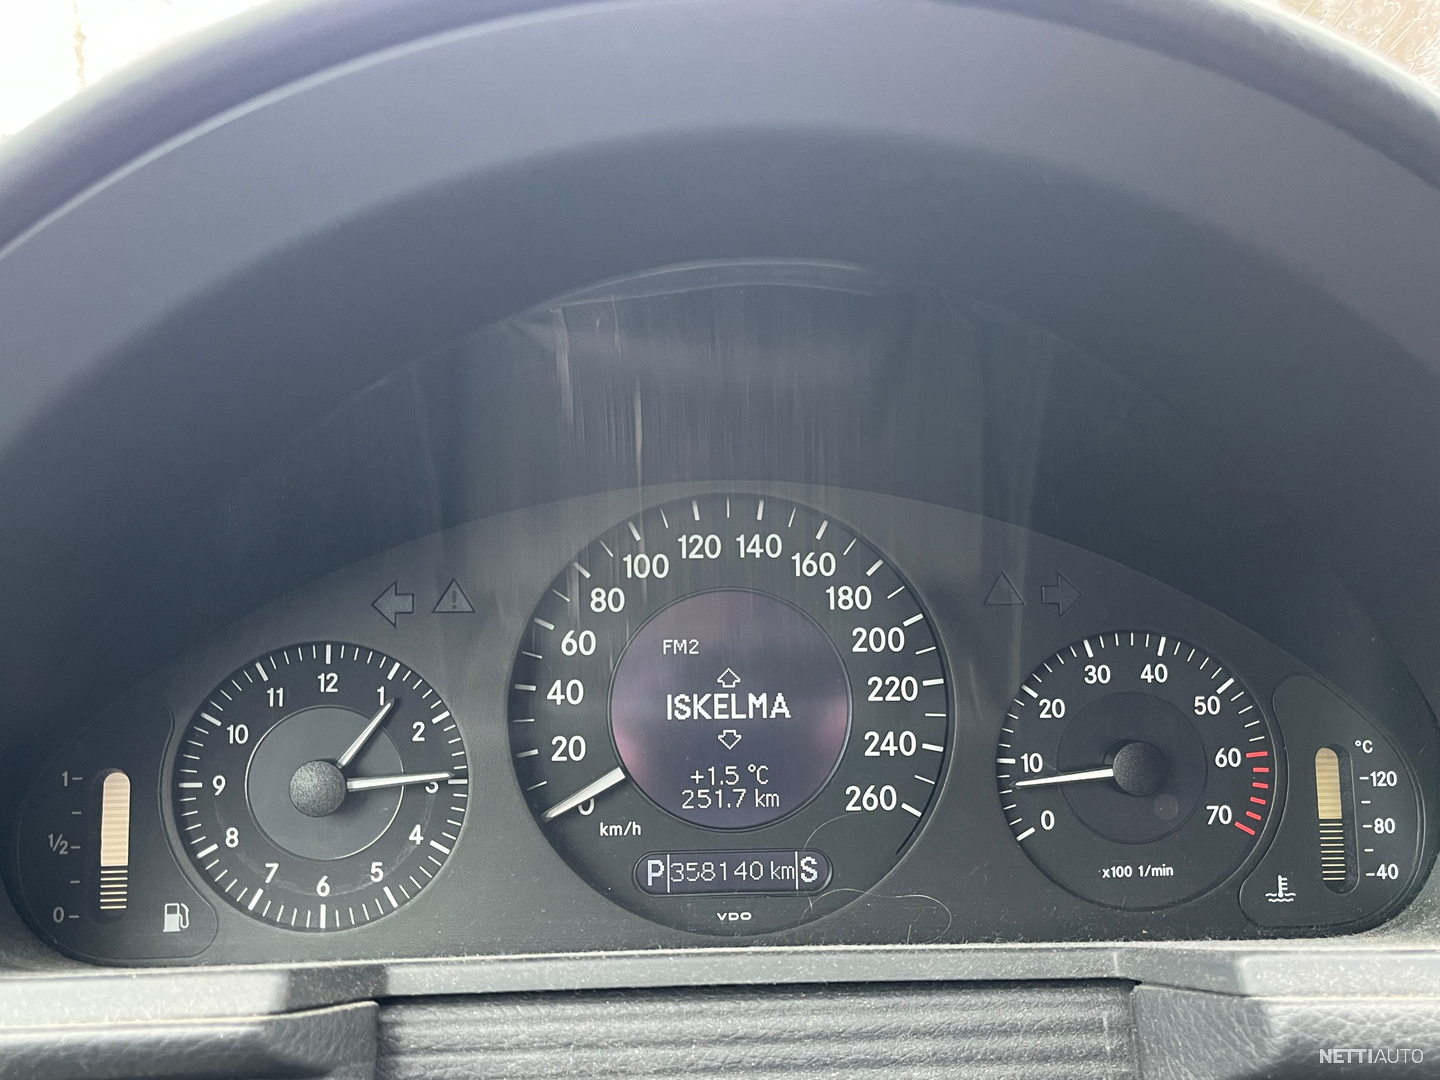 120 140
100 160
80 180
60 200
40 220
20 240
0 260
km/h
FM2
ISKELMA
+1.5 °C
251.7 km
P 358140 km S
VDO
12
11 1
10 2
9 3
8 4
7 5
6
1
1/2
0
30 40
20 50
10 60
0 70
x100 1/min
°C
120
80
40
NETTIAUTO